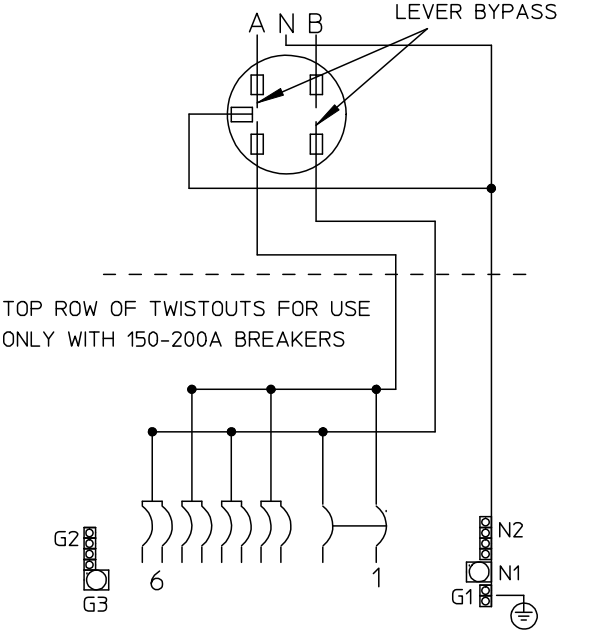 LEVER BYPASS
A N B
TOP ROW OF TWISTOUTS FOR USE
ONLY WITH 150-200A BREAKERS
G2
N2
6
1
N1
G1
G3